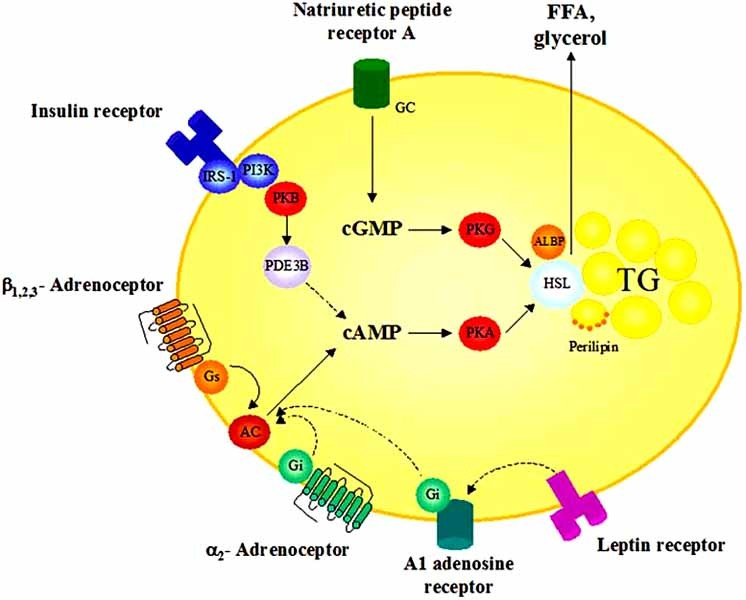 Natriuretic peptide
receptor A
FFA,
glycerol
Insulin receptor
GC
IRS-1
PI3K
PKB
cGMP
PKG
ALBP
PDE3B
HSL
TG
β1,2,3- Adrenoceptor
cAMP
PKA
Perilipin
Gs
AC
Gi
Gi
α2- Adrenoceptor
A1 adenosine
receptor
Leptin receptor